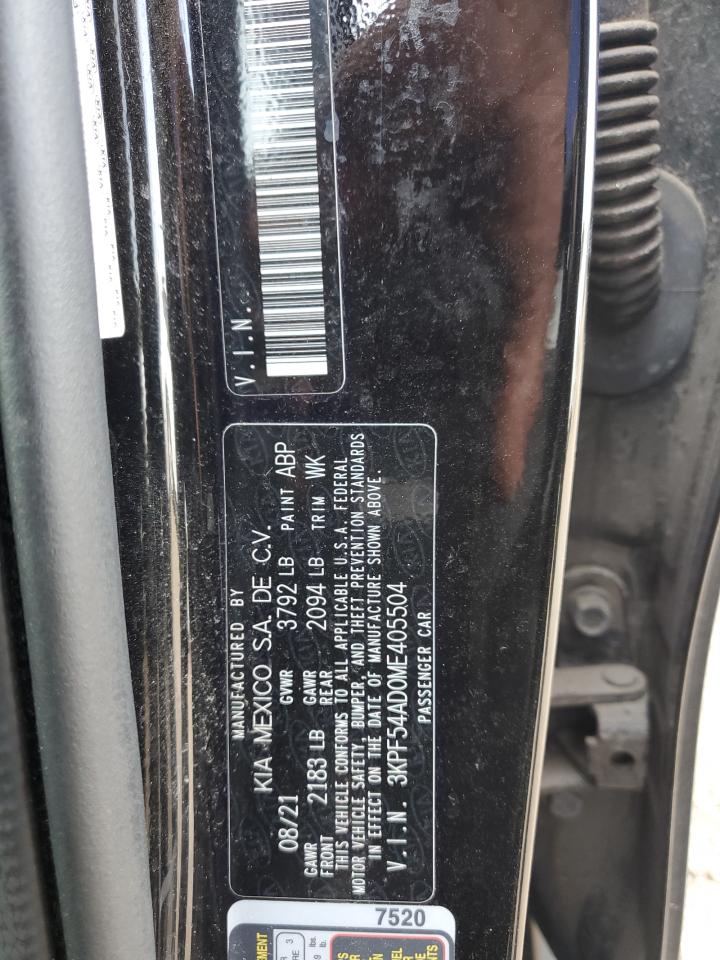 V.I.N.
MANUFACTURED BY
KIA MEXICO S.A. DE C.V.
08/21 GVWR 3792 LB PAINT ABP
GAWR FRONT 2183 LB GAWR REAR 2094 LB TRIM WK
THIS VEHICLE CONFORMS TO ALL APPLICABLE U.S.A. FEDERAL
MOTOR VEHICLE SAFETY, BUMPER, AND THEFT PREVENTION STANDARDS
IN EFFECT ON THE DATE OF MANUFACTURE SHOWN ABOVE.
V.I.N. 3KPF54AD0ME405504
PASSENGER CAR
7520